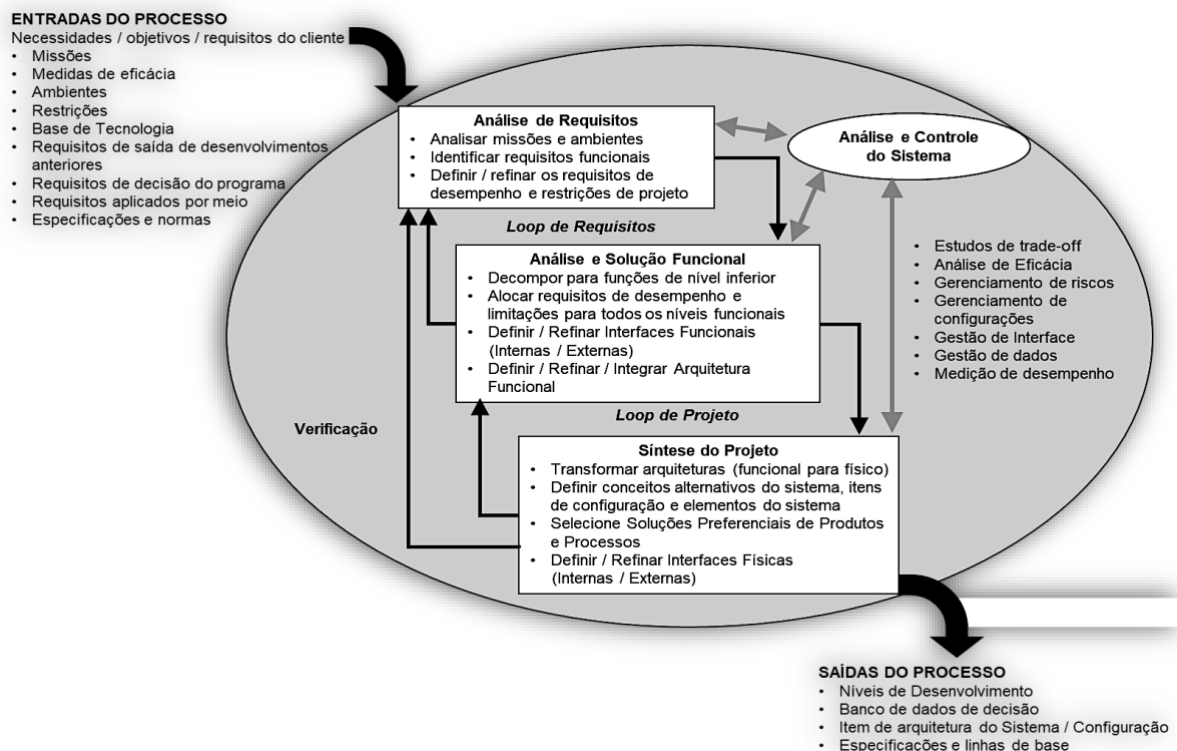 ENTRADAS DO PROCESSO
Necessidades / objetivos / requisitos do cliente
• Missões
• Medidas de eficácia
• Ambientes
• Restrições
• Base de Tecnologia
• Requisitos de saída de desenvolvimentos
anteriores
• Requisitos de decisão do programa
• Requisitos aplicados por meio
• Especificações e normas
Análise de Requisitos
• Analisar missões e ambientes
• Identificar requisitos funcionais
• Definir / refinar os requisitos de
desempenho e restrições de projeto
Análise e Controle
do Sistema
Loop de Requisitos
Análise e Solução Funcional
• Decompor para funções de nível inferior
• Alocar requisitos de desempenho e
limitações para todos os níveis funcionais
• Definir / Refinar Interfaces Funcionais
(Internas / Externas)
• Definir / Refinar / Integrar Arquitetura
Funcional
• Estudos de trade-off
• Análise de Eficácia
• Gerenciamento de riscos
• Gerenciamento de
configurações
• Gestão de Interface
• Gestão de dados
• Medição de desempenho
Loop de Projeto
Verificação
Síntese do Projeto
• Transformar arquiteturas (funcional para físico)
• Definir conceitos alternativos do sistema, itens
de configuração e elementos do sistema
• Selecione Soluções Preferenciais de Produtos
e Processos
• Definir / Refinar Interfaces Físicas
(Internas / Externas)
SAÍDAS DO PROCESSO
• Níveis de Desenvolvimento
• Banco de dados de decisão
• Item de arquitetura do Sistema / Configuração
• Especificações e linhas de base